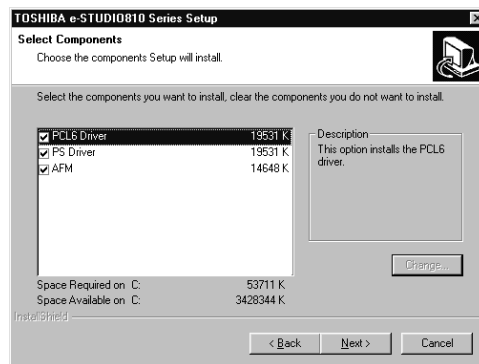 TOSHIBA e-STUDIO810 Series Setup
Select Components
Choose the components Setup will install.
Select the components you want to install, clear the components you do not want to install.
PCL6 Driver 19531 K
PS Driver 19531 K
AFM 14648 K
Description
This option installs the PCL6
driver.
Change...
Space Required on C: 53711 K
Space Available on C: 3428344 K
InstallShield
< Back Next > Cancel